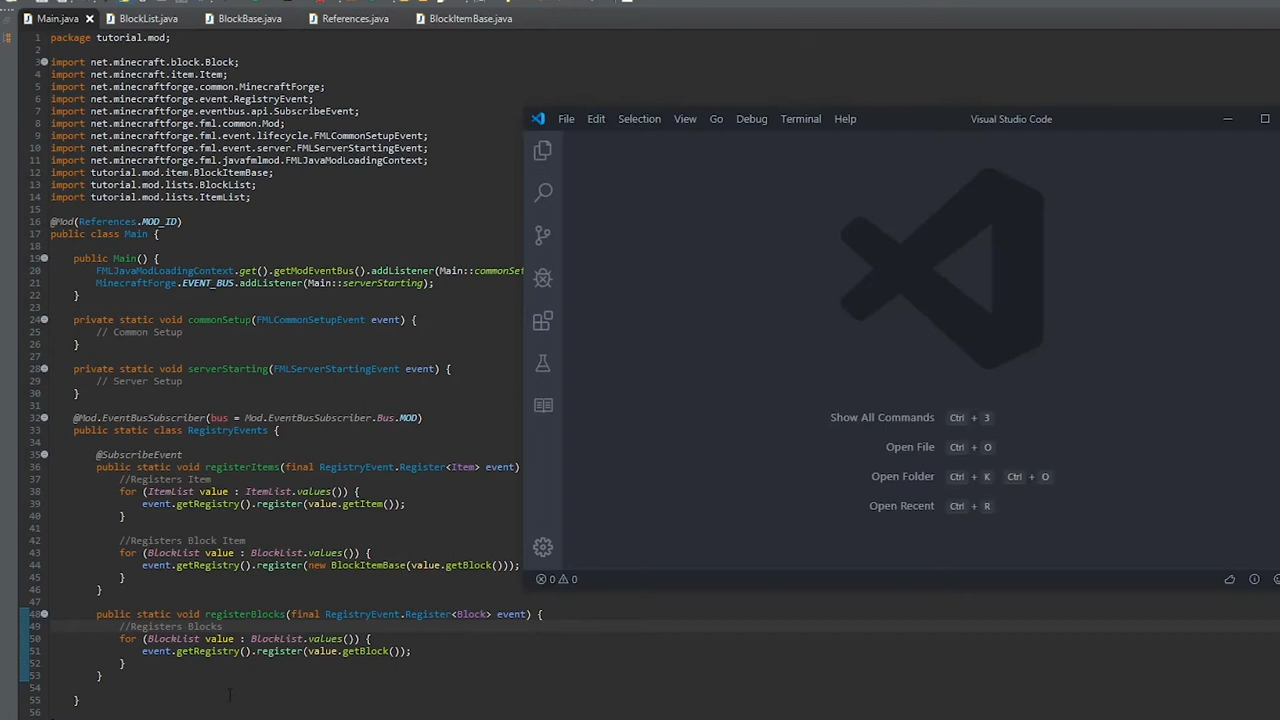 Main.java
BlockList.java
BlockBase.java
References.java
BlockItemBase.java
1 package tutorial.mod;
2
3 import net.minecraft.block.Block;
4 import net.minecraft.item.Item;
5 import net.minecraftforge.common.MinecraftForge;
6 import net.minecraftforge.event.RegistryEvent;
7 import net.minecraftforge.eventbus.api.SubscribeEvent;
8 import net.minecraftforge.fml.common.Mod;
9 import net.minecraftforge.fml.event.lifecycle.FMLCommonSetupEvent;
10 import net.minecraftforge.fml.event.server.FMLServerStartingEvent;
11 import net.minecraftforge.fml.javafmlmod.FMLJavaModLoadingContext;
12 import tutorial.mod.item.BlockItemBase;
13 import tutorial.mod.lists.BlockList;
14 import tutorial.mod.lists.ItemList;
15
16 @Mod(References.MOD_ID)
17 public class Main {
18
19 public Main() {
20 FMLJavaModLoadingContext.get().getModEventBus().addListener(Main::commonSet
21 MinecraftForge.EVENT_BUS.addListener(Main::serverStarting);
22 }
23
24 private static void commonSetup(FMLCommonSetupEvent event) {
25 // Common Setup
26 }
27
28 private static void serverStarting(FMLServerStartingEvent event) {
29 // Server Setup
30 }
31
32 @Mod.EventBusSubscriber(bus = Mod.EventBusSubscriber.Bus.MOD)
33 public static class RegistryEvents {
34
35 @SubscribeEvent
36 public static void registerItems(final RegistryEvent.Register<Item> event)
37 //Registers Item
38 for (ItemList value : ItemList.values()) {
39 event.getRegistry().register(value.getItem());
40 }
41
42 //Registers Block Item
43 for (BlockList value : BlockList.values()) {
44 event.getRegistry().register(new BlockItemBase(value.getBlock()));
45 }
46 }
47
48 public static void registerBlocks(final RegistryEvent.Register<Block> event) {
49 //Registers Blocks
50 for (BlockList value : BlockList.values()) {
51 event.getRegistry().register(value.getBlock());
52 }
53 }
54
55 }
56
File Edit Selection View Go Debug Terminal Help
Visual Studio Code
Show All Commands Ctrl + 3
Open File Ctrl + O
Open Folder Ctrl + K Ctrl + O
Open Recent Ctrl + R
0 0